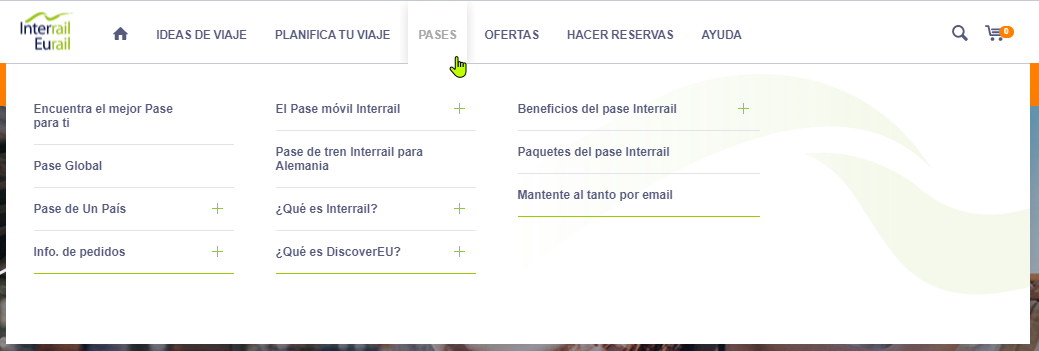 Interrail
Eurail
IDEAS DE VIAJE
PLANIFICA TU VIAJE
PASES
OFERTAS
HACER RESERVAS
AYUDA
0
Encuentra el mejor Pase
para ti
Pase Global
Pase de Un País
Info. de pedidos
El Pase móvil Interrail
Pase de tren Interrail para
Alemania
¿Qué es Interrail?
¿Qué es DiscoverEU?
Beneficios del pase Interrail
Paquetes del pase Interrail
Mantente al tanto por email